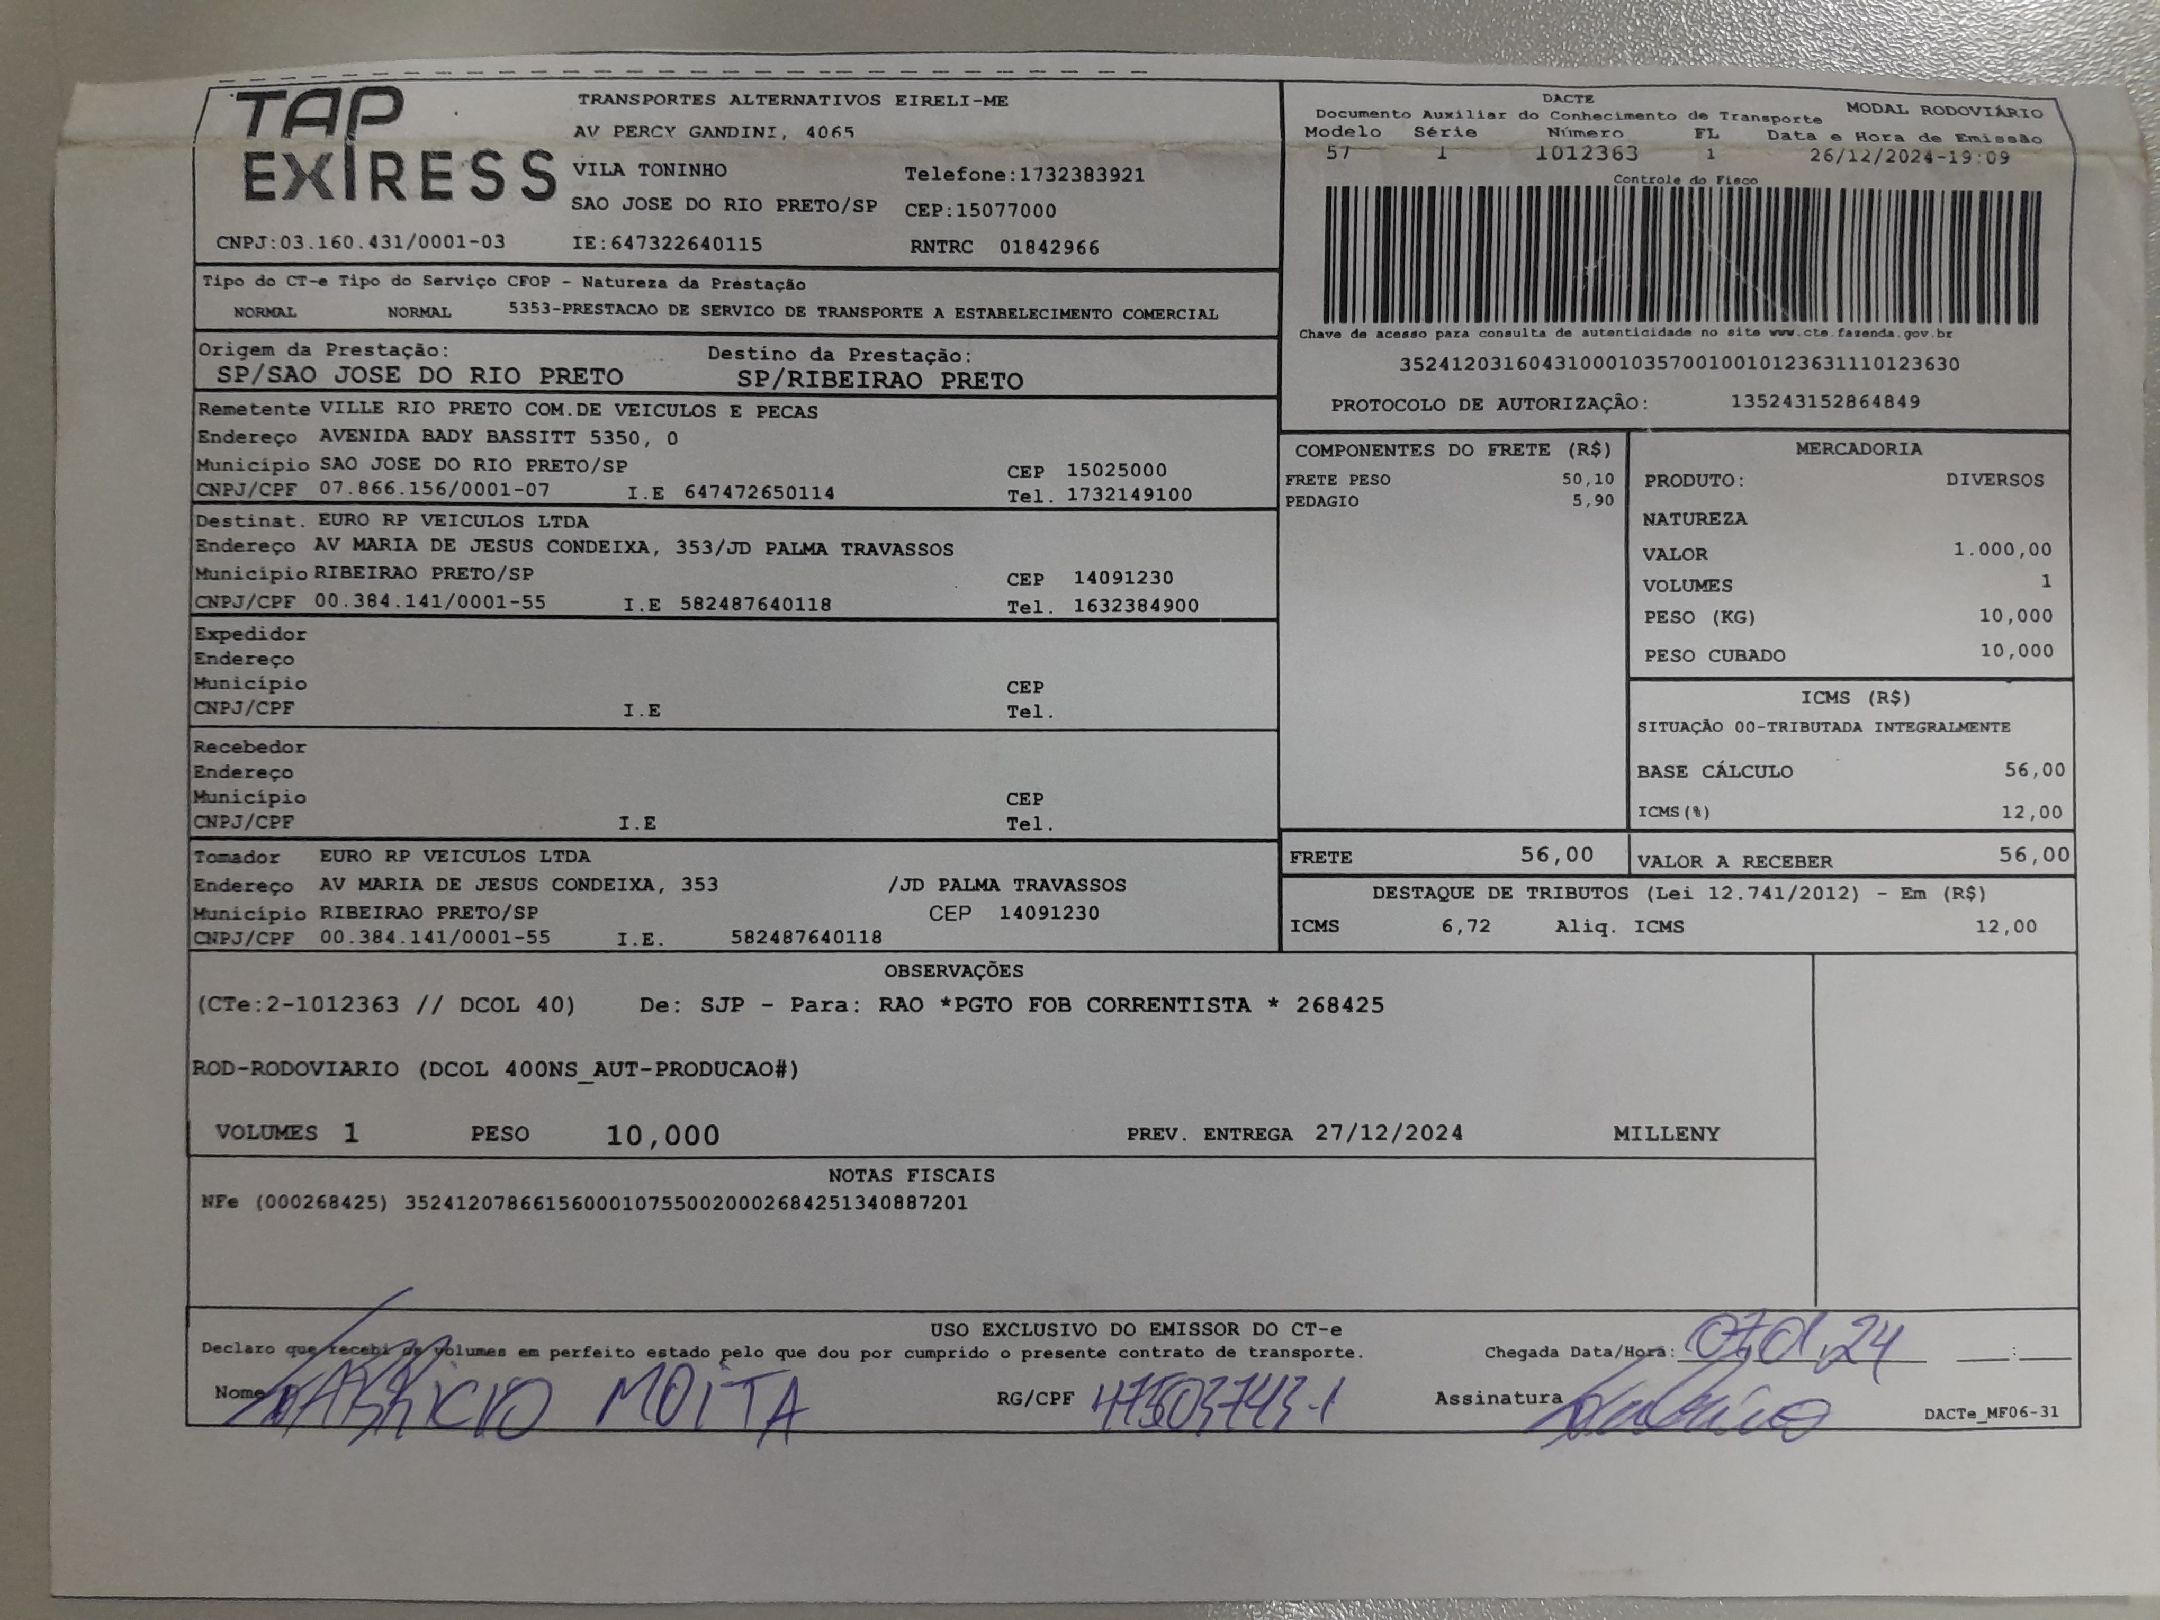 TAP
EXPRESS
TRANSPORTES ALTERNATIVOS EIRELI-ME
AV PERCY GANDINI, 4065
VILA TONINHO Telefone:1732383921
SAO JOSE DO RIO PRETO/SP CEP:15077000
CNPJ:03.160.431/0001-03 IE:647322640115 RNTRC 01842966
DACTE
Documento Auxiliar do Conhecimento de Transporte MODAL RODOVIÁRIO
Modelo Série Número FL Data e Hora de Emissão
57 1 1012363 1 26/12/2024-19:09
Controle do Fisco
Chave de acesso para consulta de autenticidade no site www.cte.fazenda.gov.br
35241203160431000103570010010123631110123630
PROTOCOLO DE AUTORIZAÇÃO: 135243152864849
Tipo do CT-e Tipo do Serviço CFOP - Natureza da Prestação
NORMAL NORMAL 5353-PRESTACAO DE SERVICO DE TRANSPORTE A ESTABELECIMENTO COMERCIAL
Origem da Prestação: Destino da Prestação:
SP/SAO JOSE DO RIO PRETO SP/RIBEIRAO PRETO
Remetente VILLE RIO PRETO COM.DE VEICULOS E PECAS
Endereço AVENIDA BADY BASSITT 5350, 0
Município SAO JOSE DO RIO PRETO/SP CEP 15025000
CNPJ/CPF 07.866.156/0001-07 I.E 647472650114 Tel. 1732149100
Destinat. EURO RP VEICULOS LTDA
Endereço AV MARIA DE JESUS CONDEIXA, 353/JD PALMA TRAVASSOS
Município RIBEIRAO PRETO/SP CEP 14091230
CNPJ/CPF 00.384.141/0001-55 I.E 582487640118 Tel. 1632384900
Expedidor
Endereço
Município CEP
CNPJ/CPF I.E Tel.
Recebedor
Endereço
Município CEP
CNPJ/CPF I.E Tel.
Tomador EURO RP VEICULOS LTDA
Endereço AV MARIA DE JESUS CONDEIXA, 353 /JD PALMA TRAVASSOS
Município RIBEIRAO PRETO/SP CEP 14091230
CNPJ/CPF 00.384.141/0001-55 I.E. 582487640118
COMPONENTES DO FRETE (R$)
FRETE PESO 50,10
PEDAGIO 5,90
MERCADORIA
PRODUTO: DIVERSOS
NATUREZA
VALOR 1.000,00
VOLUMES 1
PESO (KG) 10,000
PESO CUBADO 10,000
ICMS (R$)
SITUAÇÃO 00-TRIBUTADA INTEGRALMENTE
BASE CÁLCULO 56,00
ICMS(%) 12,00
FRETE 56,00 VALOR A RECEBER 56,00
DESTAQUE DE TRIBUTOS (Lei 12.741/2012) - Em (R$)
ICMS 6,72 Aliq. ICMS 12,00
OBSERVAÇÕES
(CTe:2-1012363 // DCOL 40) De: SJP - Para: RAO *PGTO FOB CORRENTISTA * 268425
ROD-RODOVIARIO (DCOL 400NS_AUT-PRODUCAO#)
VOLUMES 1 PESO 10,000 PREV. ENTREGA 27/12/2024 MILLENY
NOTAS FISCAIS
NFe (000268425) 35241207866156000107550020002684251340887201
USO EXCLUSIVO DO EMISSOR DO CT-e
Declaro que recebi os volumes em perfeito estado pelo que dou por cumprido o presente contrato de transporte. Chegada Data/Hora: :
Nome FABRICIO MOITA RG/CPF 47503743-1 Assinatura Fabricio
DACTe_MF06-31